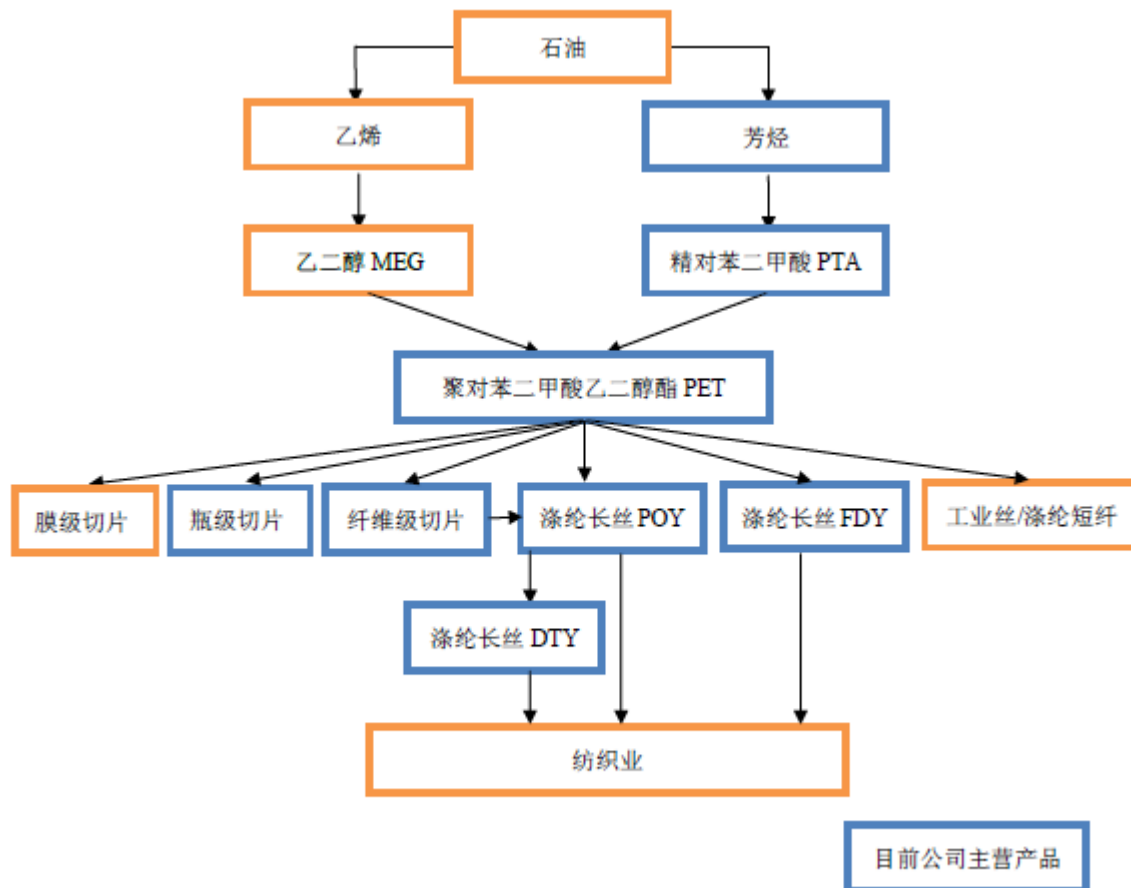 石油
乙烯
芳烃
乙二醇 MEG
精对苯二甲酸 PTA
聚对苯二甲酸乙二醇酯 PET
膜级切片
瓶级切片
纤维级切片
涤纶长丝 POY
涤纶长丝 FDY
工业丝/涤纶短纤
涤纶长丝 DTY
纺织业
目前公司主营产品